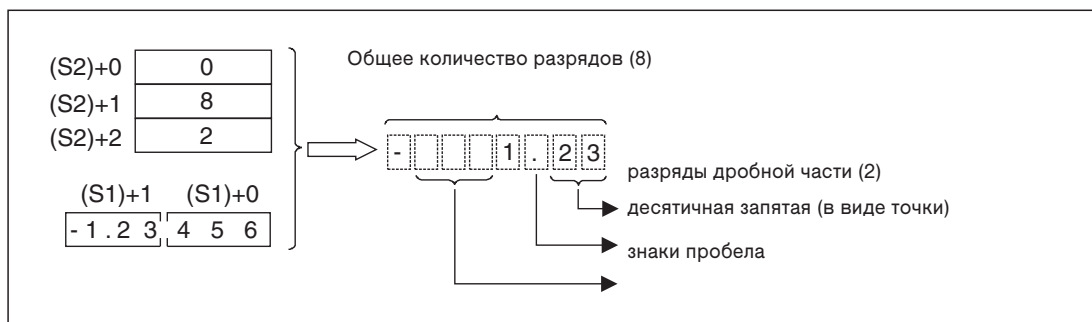 Общее количество разрядов (8)
(S2)+0 0
(S2)+1 8
(S2)+2 2
- 1 . 2 3
разряды дробной части (2)
(S1)+1 (S1)+0
десятичная запятая (в виде точки)
- 1 . 2 3 4 5 6
знаки пробела